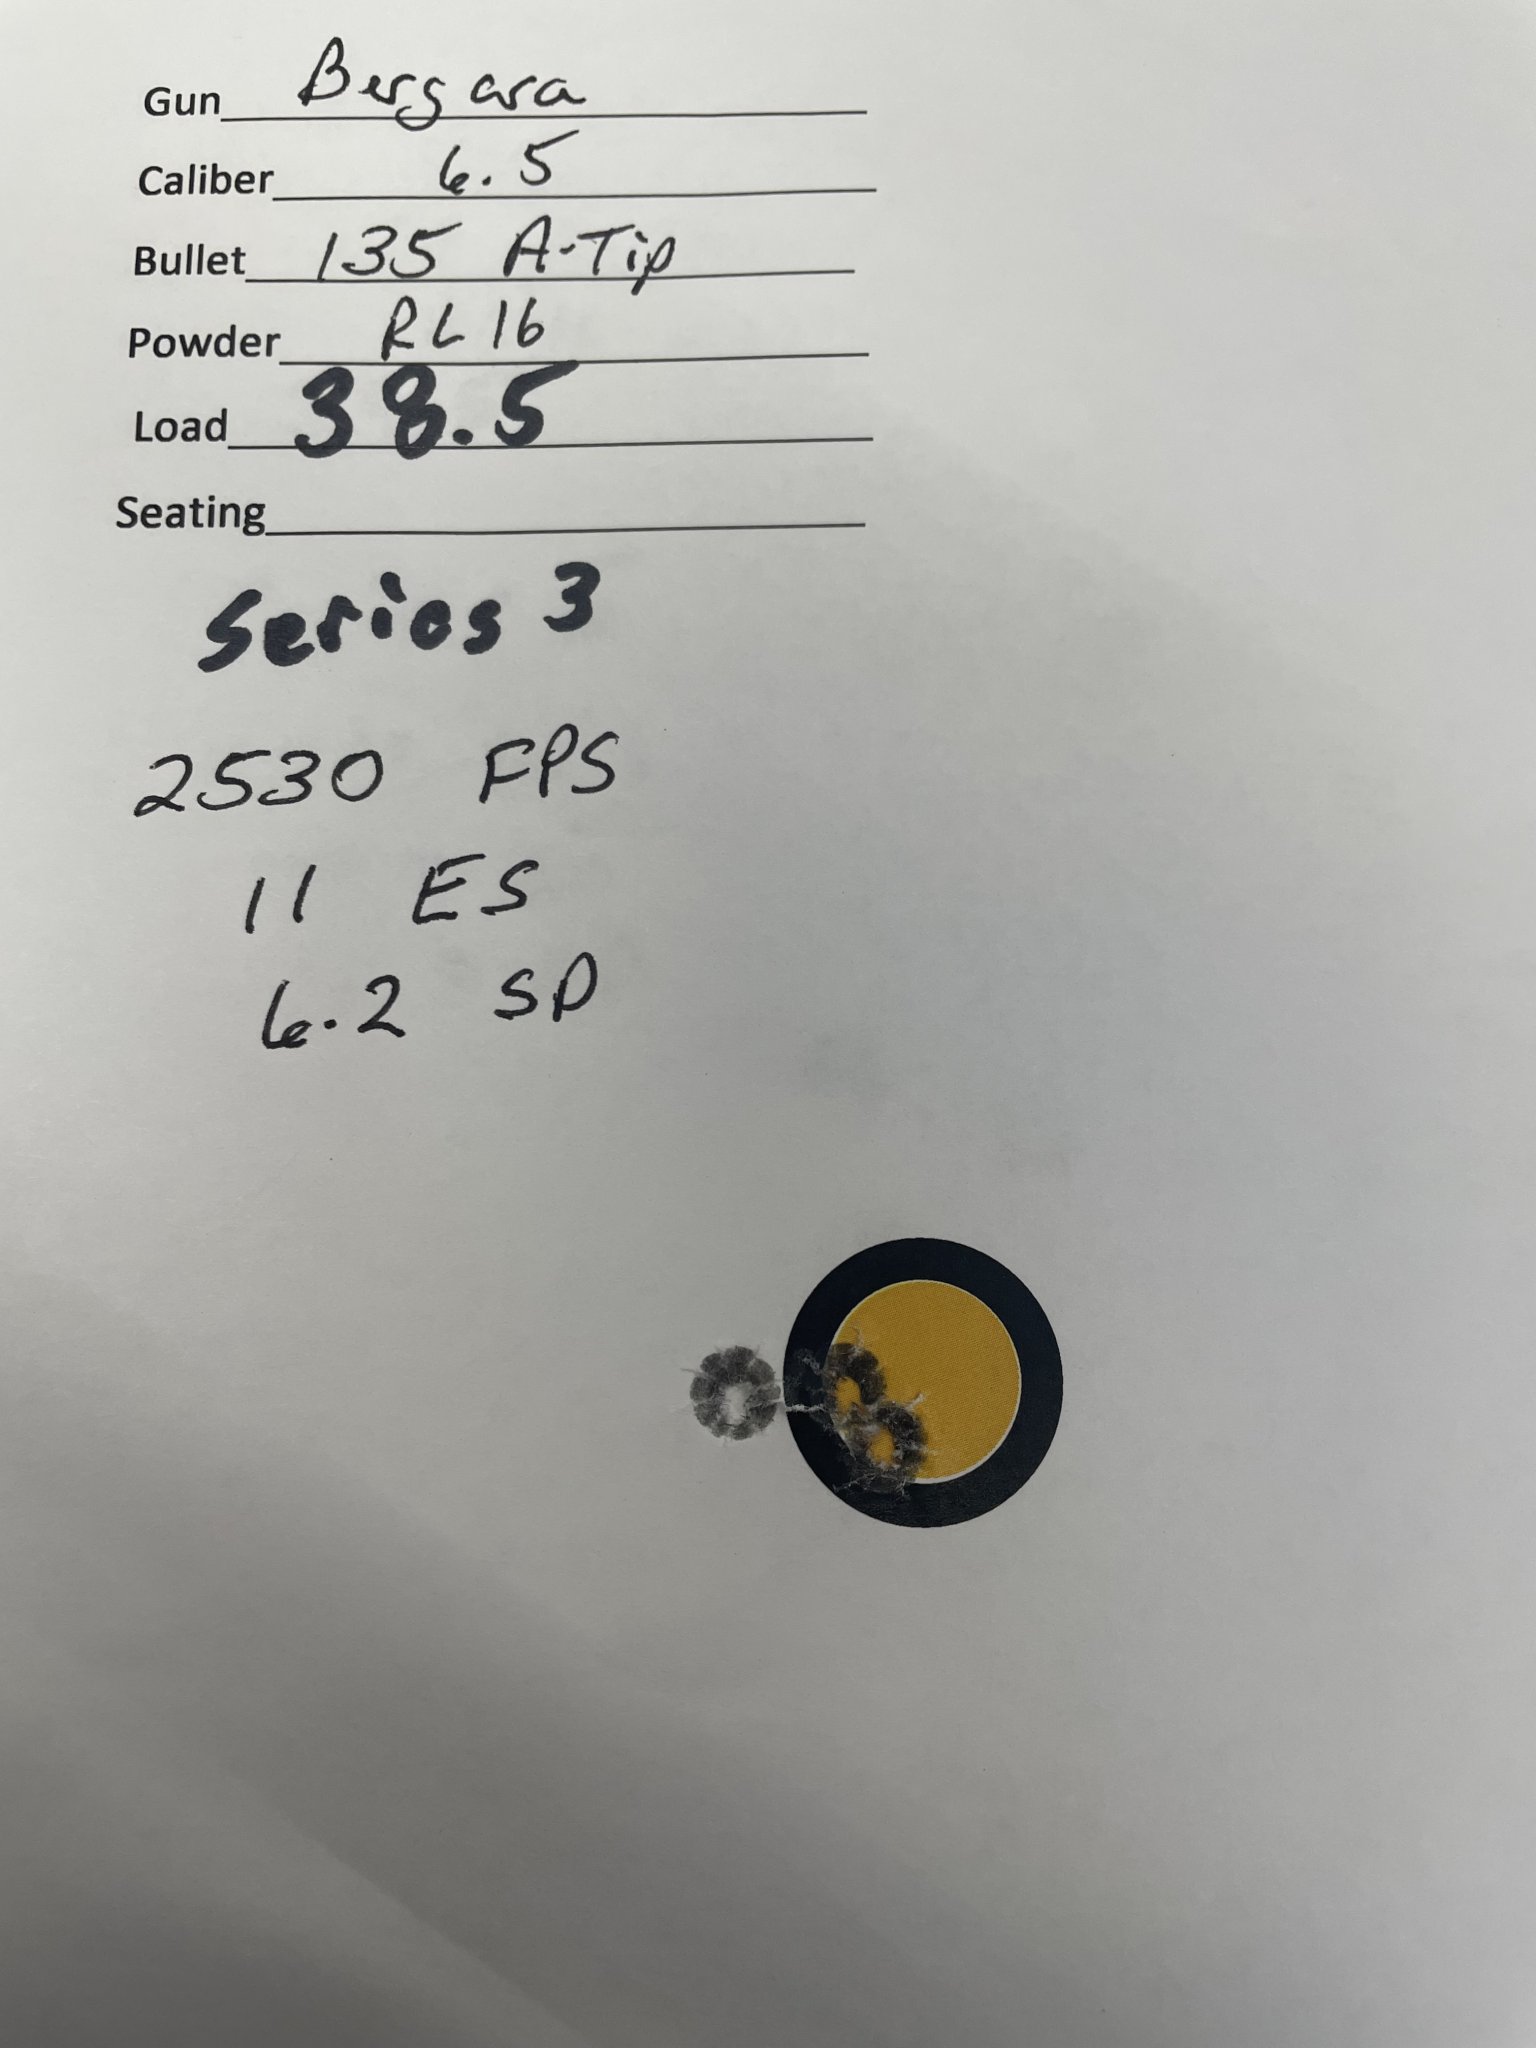 Gun Bergara
Caliber 6.5
Bullet 135 A-Tip
Powder RL16
Load 38.5
Seating
Series 3
2530 FPS
11 ES
6.2 SD